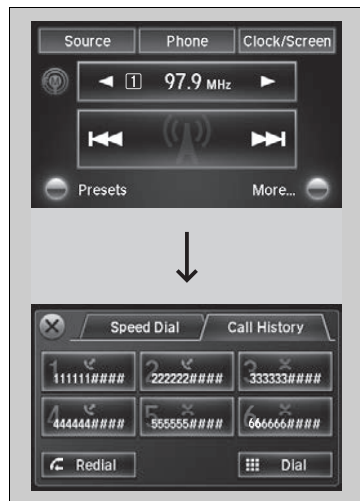 Source Phone Clock/Screen
1 97.9 MHz
Presets More...
Speed Dial Call History
1 2 3
111111#### 222222#### 333333####
4 5 6
444444#### 555555#### 666666####
Redial Dial